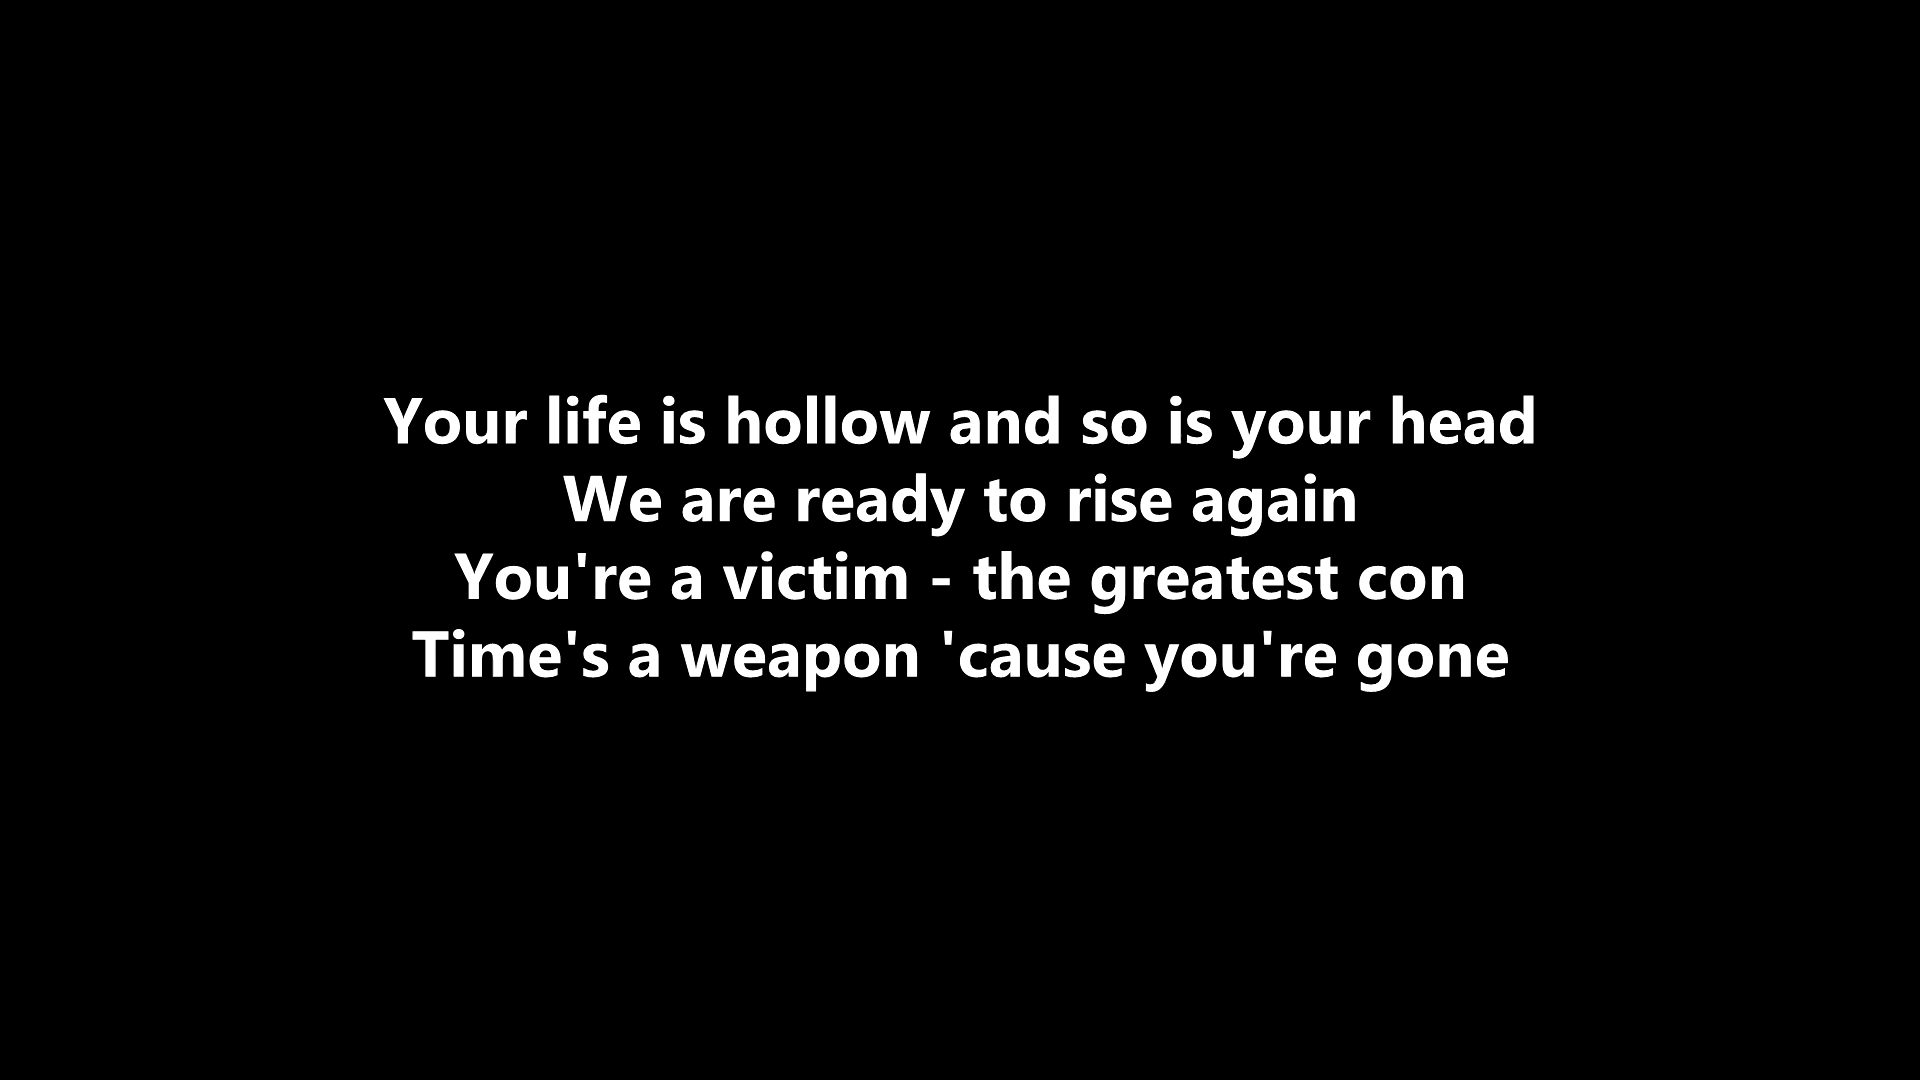 Your life is hollow and so is your head
We are ready to rise again
You're a victim - the greatest con
Time's a weapon 'cause you're gone